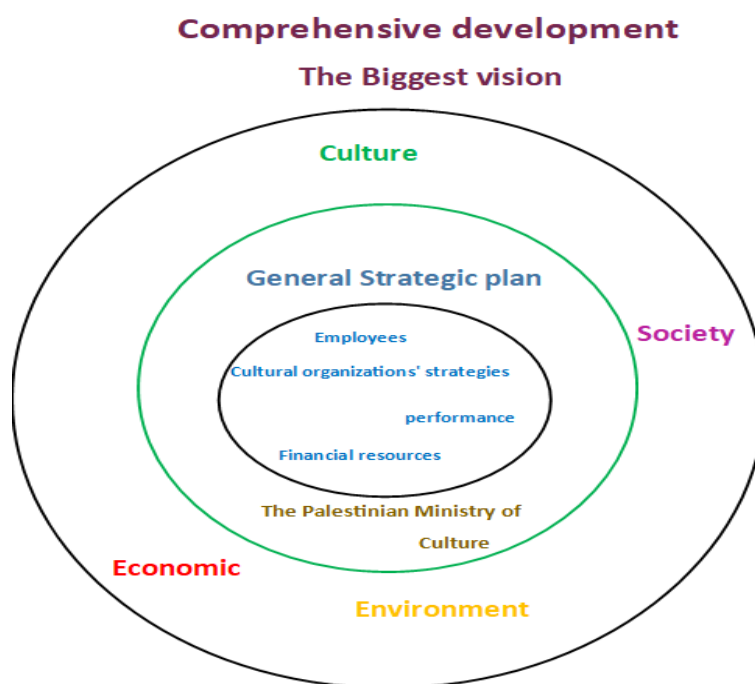 Comprehensive development
The Biggest vision
Culture
General Strategic plan
Society
Employees
Cultural organizations' strategies
performance
Financial resources
The Palestinian Ministry of
Culture
Economic
Environment